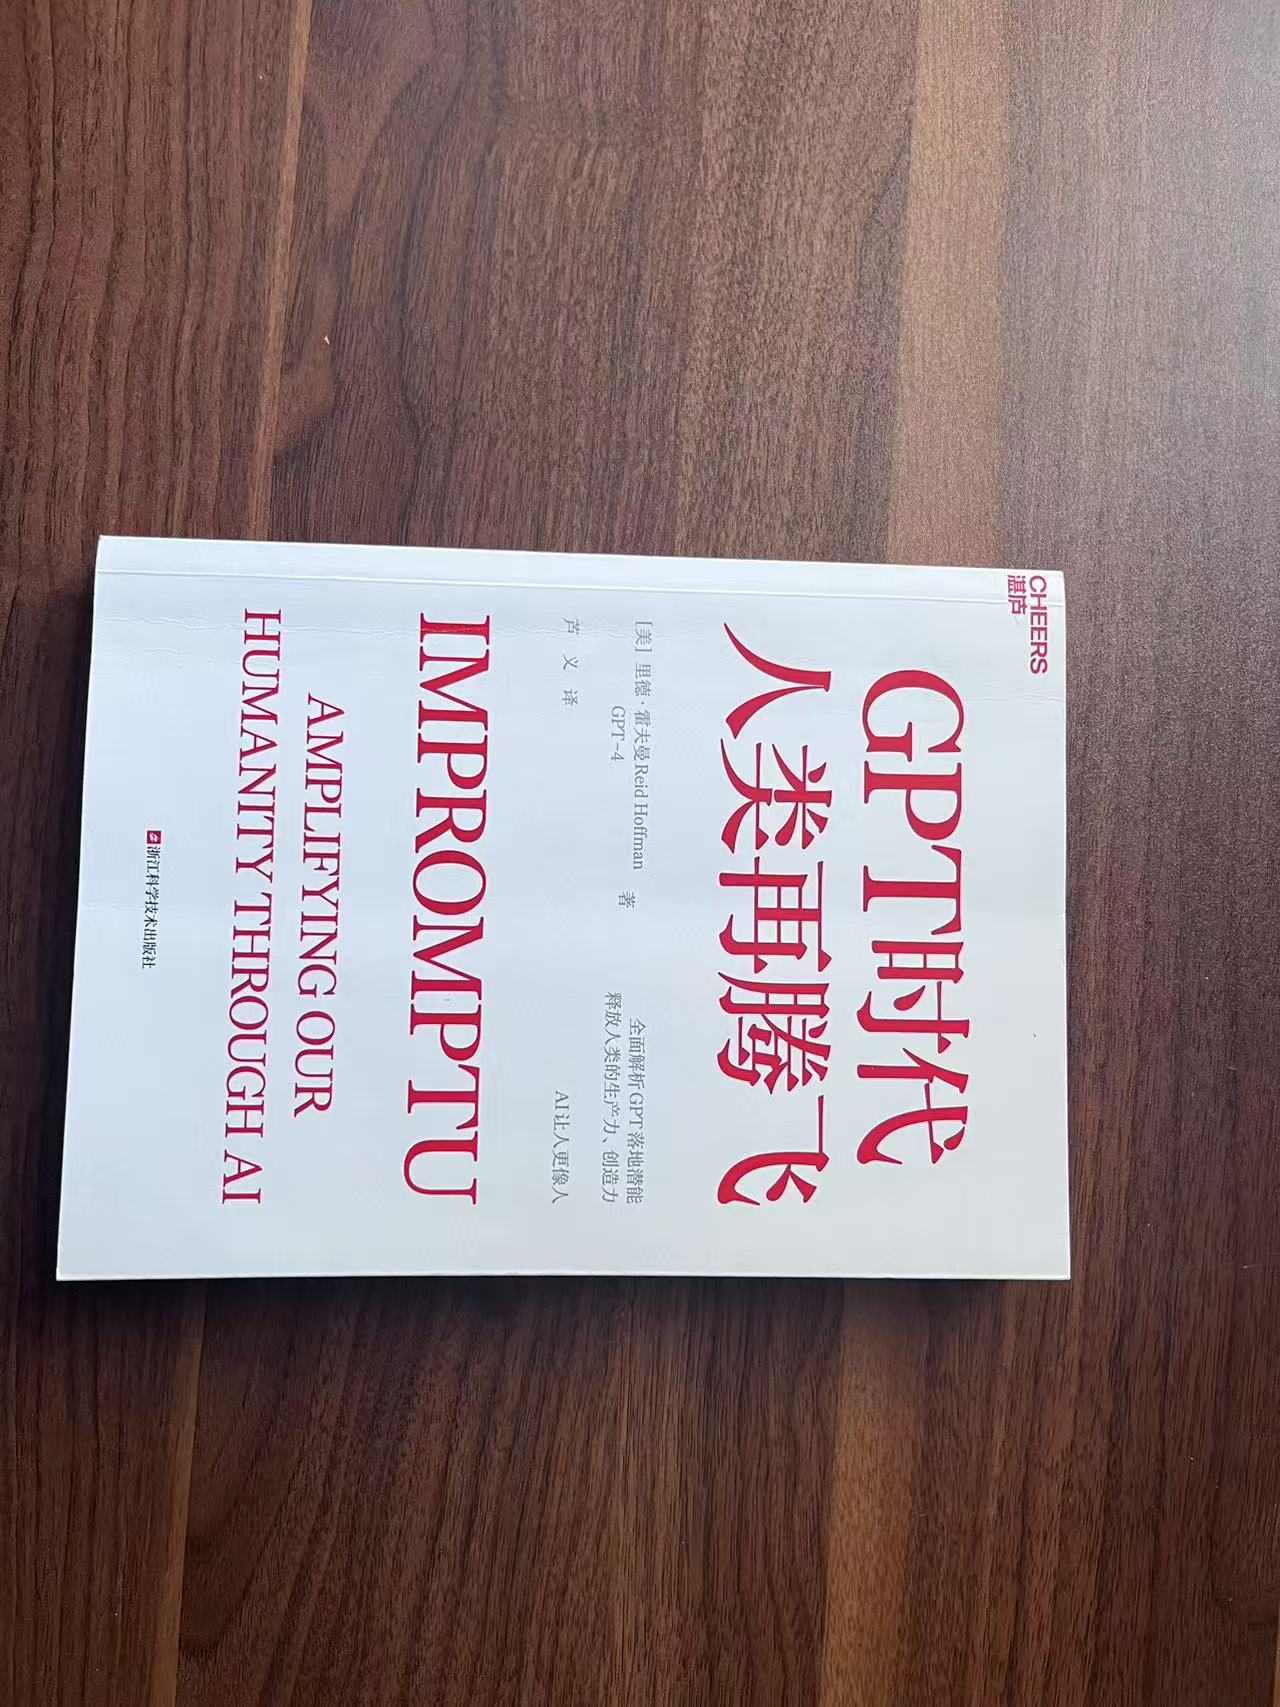 CHEERS
湛庐
GPT时代
人类再腾飞
[美] 里德·霍夫曼 Reid Hoffman
GPT-4
著
芦 义 译
全面解析GPT落地潜能
释放人类的生产力、创造力
AI让人更像人
IMPROMPTU
AMPLIFYING OUR
HUMANITY THROUGH AI
浙江科学技术出版社